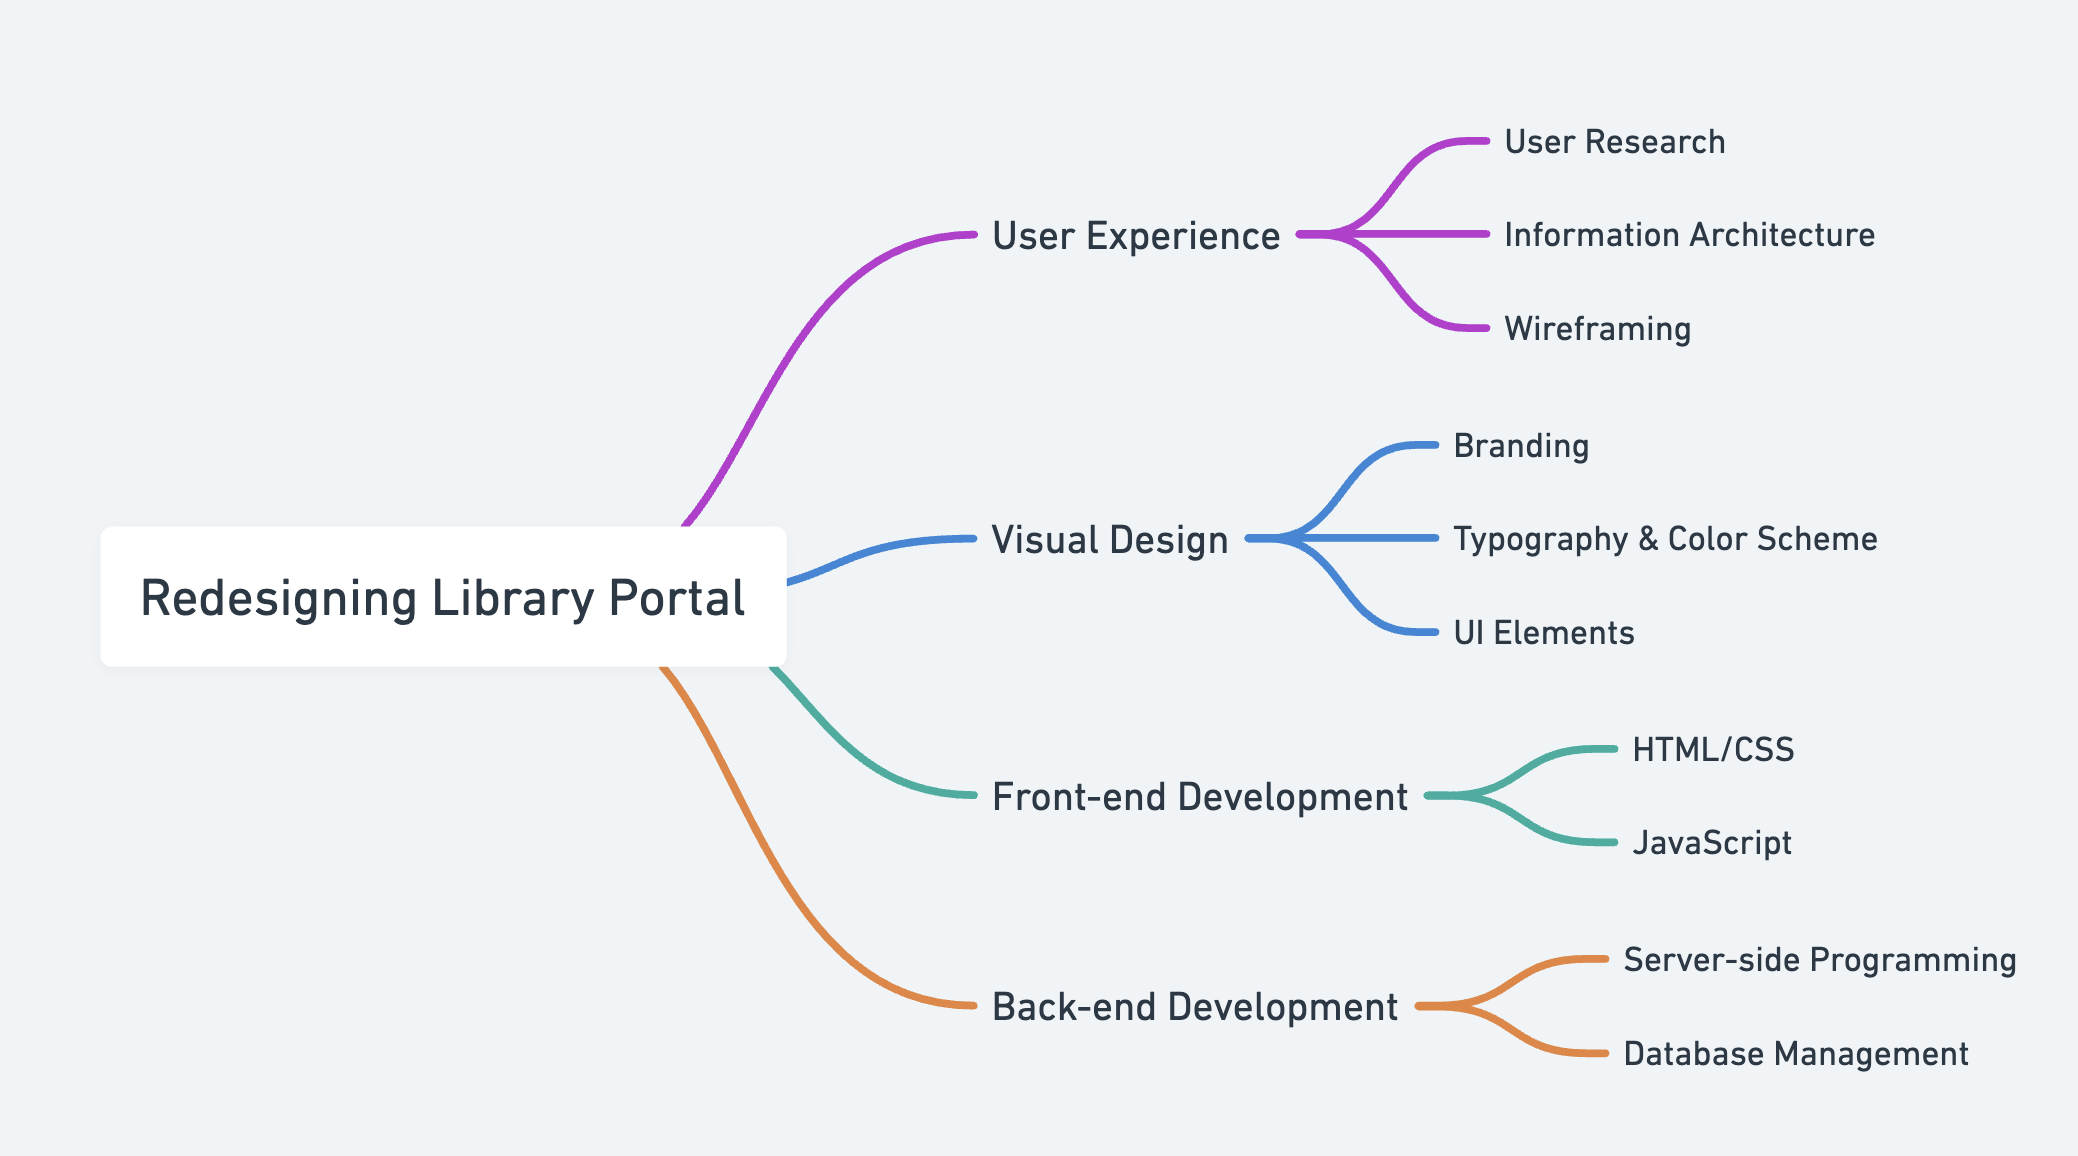 Redesigning Library Portal
User Experience
User Research
Information Architecture
Wireframing
Visual Design
Branding
Typography & Color Scheme
UI Elements
Front-end Development
HTML/CSS
JavaScript
Back-end Development
Server-side Programming
Database Management